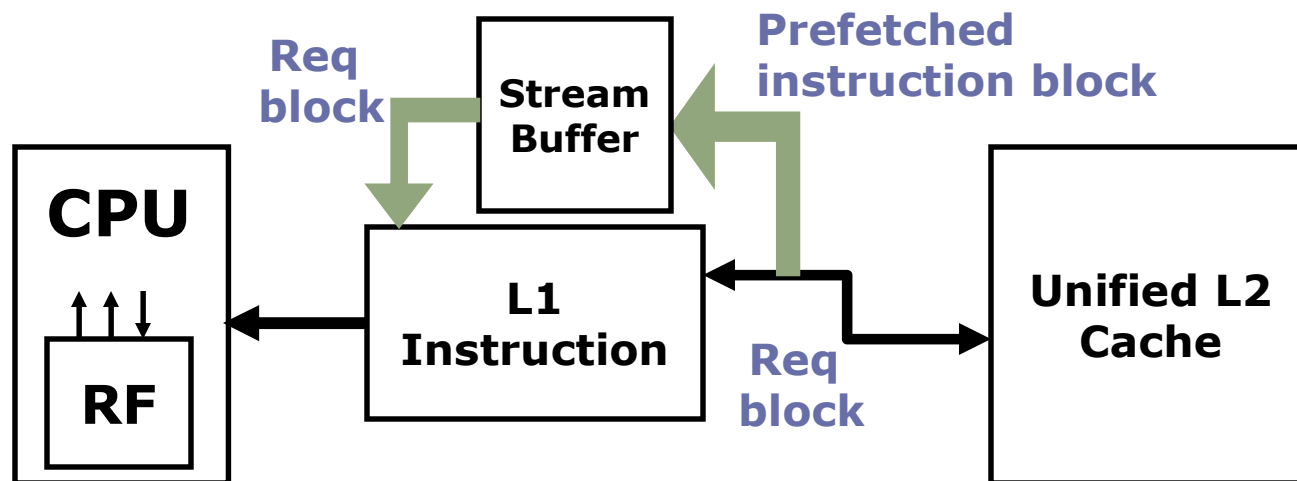 Req
block
Stream
Buffer
Prefetched
instruction block
CPU
RF
L1
Instruction
Req
block
Unified L2
Cache